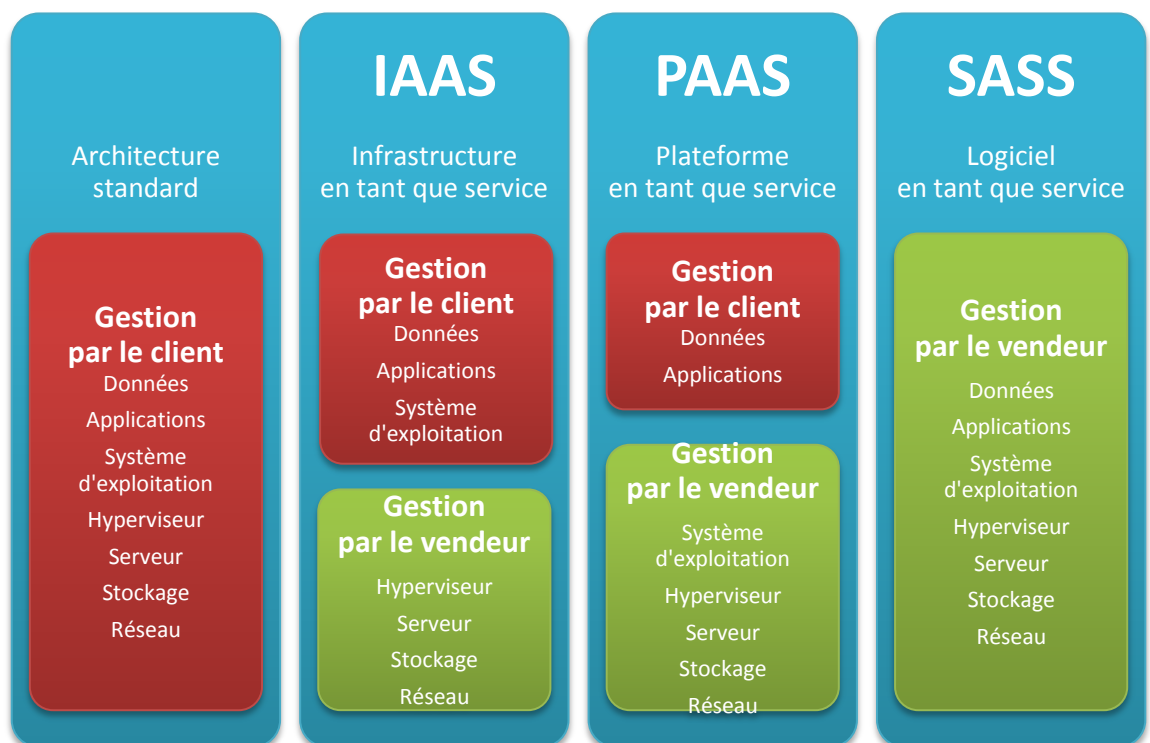 Architecture
standard
Gestion
par le client
Données
Applications
Système
d'exploitation
Hyperviseur
Serveur
Stockage
Réseau
IAAS
Infrastructure
en tant que service
Gestion
par le client
Données
Applications
Système
d'exploitation
Gestion
par le vendeur
Hyperviseur
Serveur
Stockage
Réseau
PAAS
Plateforme
en tant que service
Gestion
par le client
Données
Applications
Gestion
par le vendeur
Système
d'exploitation
Hyperviseur
Serveur
Stockage
Réseau
SASS
Logiciel
en tant que service
Gestion
par le vendeur
Données
Applications
Système
d'exploitation
Hyperviseur
Serveur
Stockage
Réseau